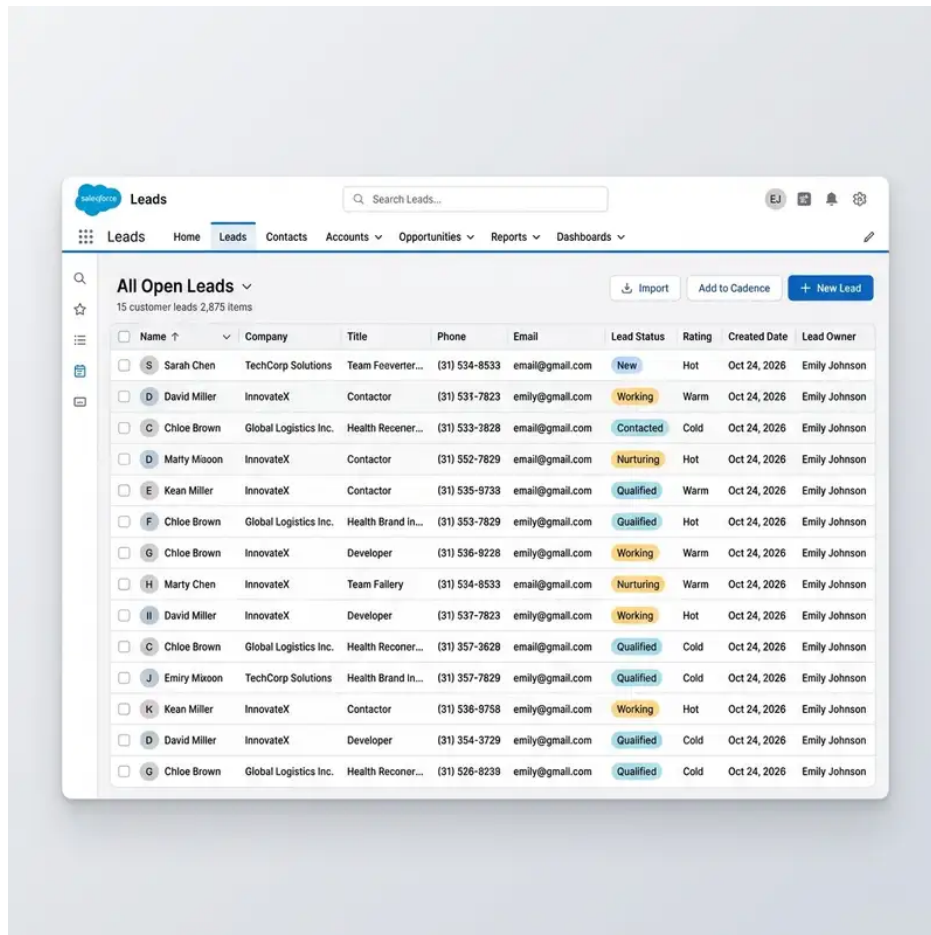 salesforce Leads Search Leads... EJ
Leads Home Leads Contacts Accounts Opportunities Reports Dashboards
All Open Leads Import Add to Cadence + New Lead
15 customer leads 2,875 items
Name ↑ Company Title Phone Email Lead Status Rating Created Date Lead Owner
S Sarah Chen TechCorp Solutions Team Feeverter... (31) 534-8533 email@gmail.com New Hot Oct 24, 2026 Emily Johnson
D David Miller InnovateX Contactor (31) 531-7823 emily@gmail.com Working Warm Oct 24, 2026 Emily Johnson
C Chloe Brown Global Logistics Inc. Health Recener... (31) 533-3828 email@gmail.com Contacted Cold Oct 24, 2026 Emily Johnson
D InnovateX Contactor (31) 552-7829 emily@gmail.com Nurturing Hot Oct 24, 2026 Emily Johnson
E Kean Miller InnovateX Contactor (31) 535-9733 email@gmail.com Qualified Warm Oct 24, 2026 Emily Johnson
F Chloe Brown Global Logistics Inc. Health Brand in... (31) 353-7829 emily@gmail.com Qualified Hot Oct 24, 2026 Emily Johnson
G Chloe Brown InnovateX Developer (31) 536-9228 emily@gmail.com Working Warm Oct 24, 2026 Emily Johnson
H Marty Chen InnovateX Team Fallery (31) 534-8533 email@gmail.com Nurturing Warm Oct 24, 2026 Emily Johnson
II David Miller InnovateX Developer (31) 537-7823 emily@gmail.com Working Hot Oct 24, 2026 Emily Johnson
C Chloe Brown Global Logistics Inc. Health Reconer... (31) 357-3628 email@gmail.com Qualified Cold Oct 24, 2026 Emily Johnson
J Emiry Mixoon TechCorp Solutions Health Brand In... (31) 357-7829 emily@gmail.com Qualified Cold Oct 24, 2026 Emily Johnson
K Kean Miller InnovateX Contactor (31) 536-9758 emily@gmail.com Working Hot Oct 24, 2026 Emily Johnson
D David Miller InnovateX Developer (31) 354-3729 emily@gmail.com Qualified Cold Oct 24, 2026 Emily Johnson
G Chloe Brown Global Logistics Inc. Health Reconer... (31) 526-8239 emily@gmail.com Qualified Cold Oct 24, 2026 Emily Johnson